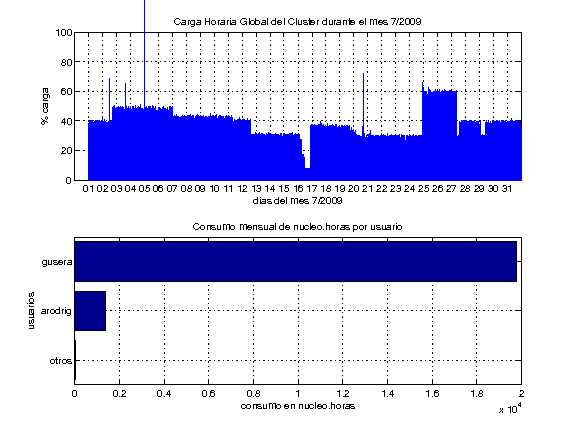 Carga Horaria Global del Cluster durante el mes 7/2009
100
80
60
40
20
0
% carga
01 02 03 04 05 06 07 08 09 10 11 12 13 14 15 16 17 18 19 20 21 22 23 24 25 26 27 28 29 30 31
dias del mes 7/2009
Consumo mensual de nucleo.horas por usuario
gusera
arodrig
otros
usuarios
0 0.2 0.4 0.6 0.8 1.0 1.2 1.4 1.6 1.8 2.0
consumo en nucleo.horas
x 10^4